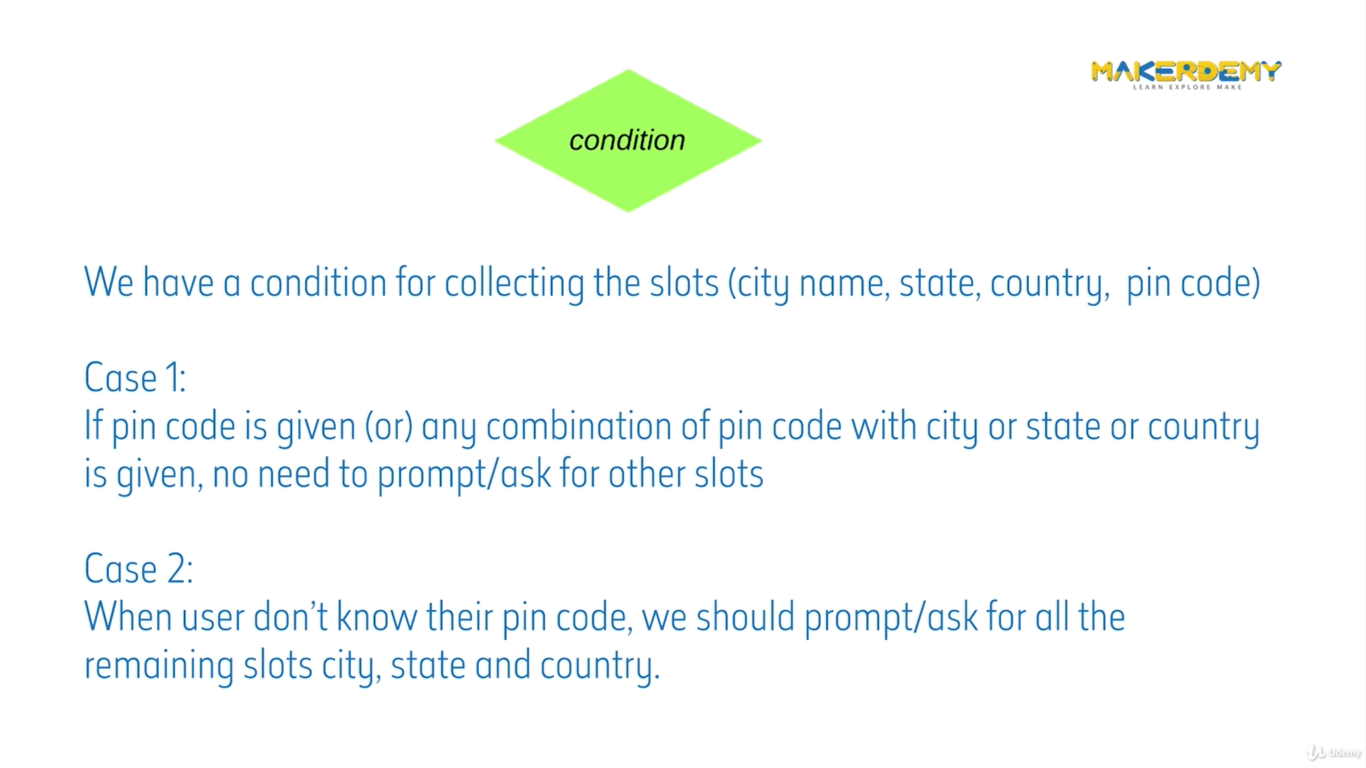 MAKERDEMY
LEARN EXPLORE MAKE
condition
We have a condition for collecting the slots (city name, state, country, pin code)
Case 1:
If pin code is given (or) any combination of pin code with city or state or country
is given, no need to prompt/ask for other slots
Case 2:
When user don't know their pin code, we should prompt/ask for all the
remaining slots city, state and country.
Udemy